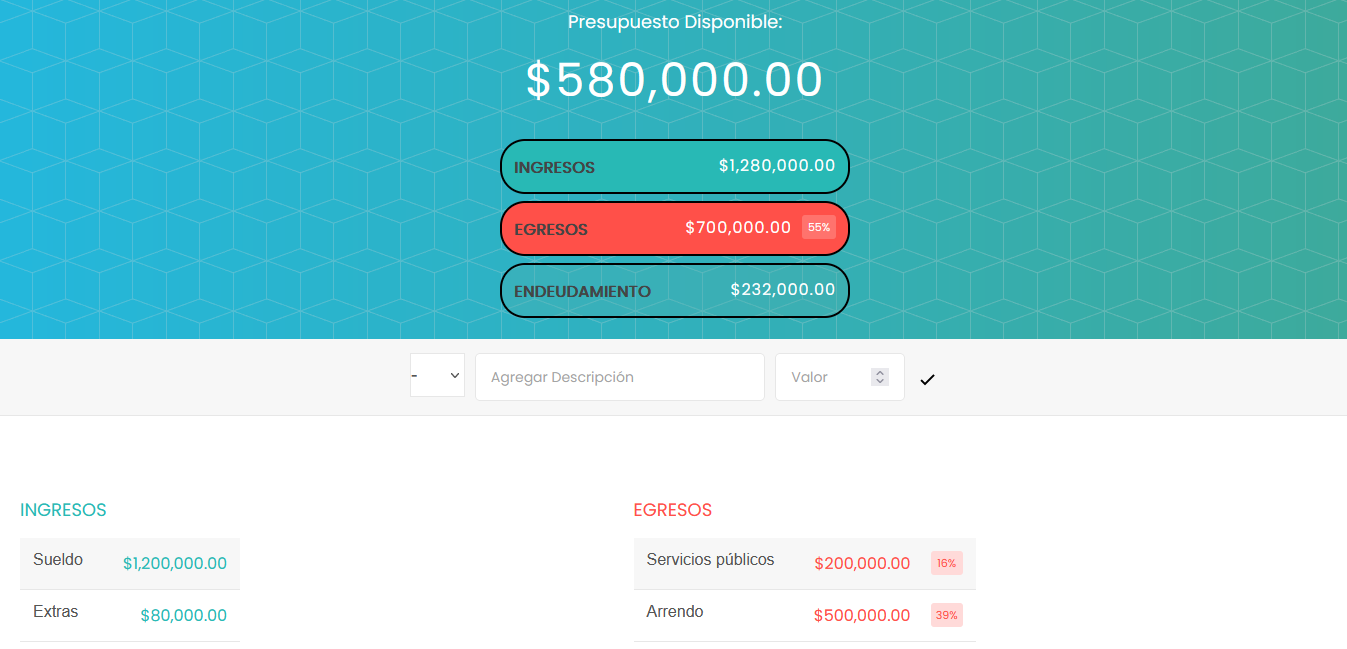 Presupuesto Disponible:
$580,000.00
INGRESOS $1,280,000.00
EGRESOS $700,000.00 55%
ENDEUDAMIENTO $232,000.00
- Agregar Descripción Valor
INGRESOS
Sueldo $1,200,000.00
Extras $80,000.00
EGRESOS
Servicios públicos $200,000.00 16%
Arrendo $500,000.00 39%